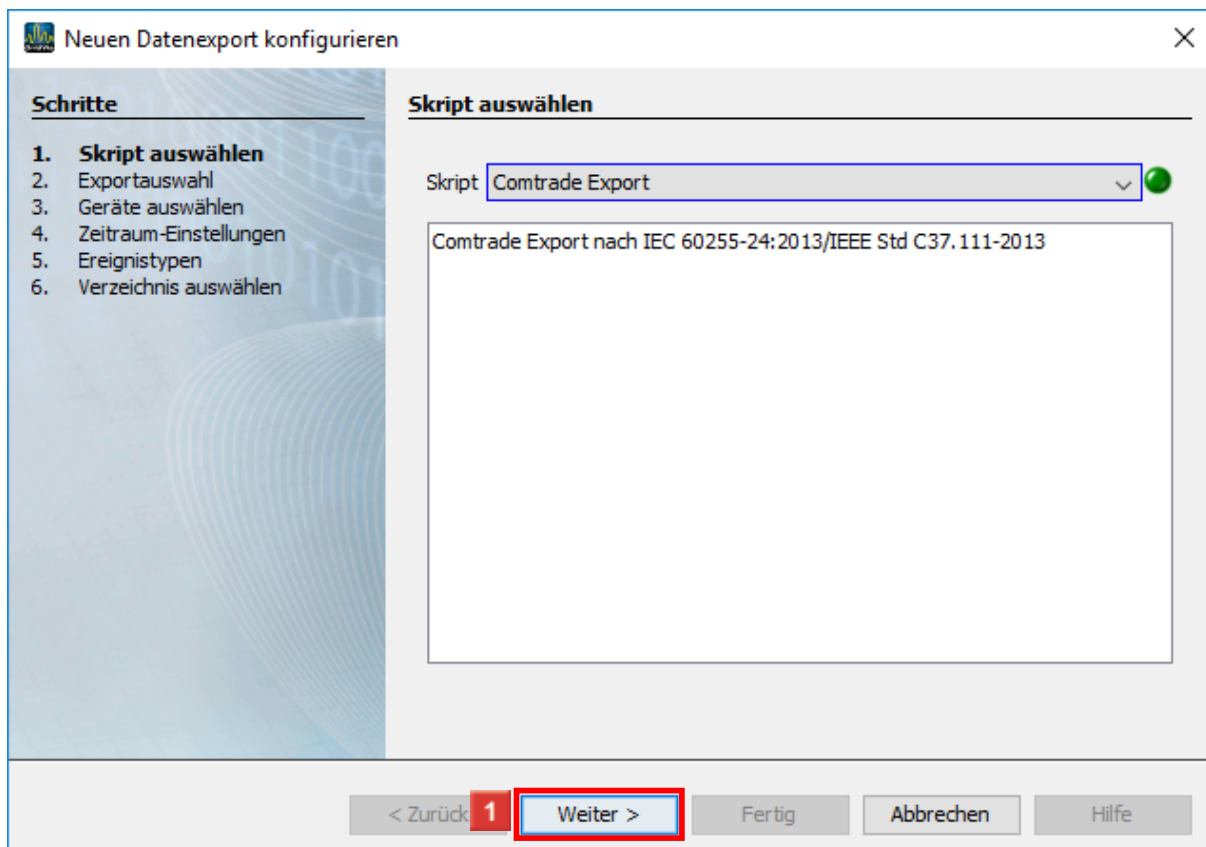 Neuen Datenexport konfigurieren
Schritte
1. Skript auswählen
2. Exportauswahl
3. Geräte auswählen
4. Zeitraum-Einstellungen
5. Ereignistypen
6. Verzeichnis auswählen
Skript auswählen
Skript Comtrade Export
Comtrade Export nach IEC 60255-24:2013/IEEE Std C37.111-2013
< Zurück 1 Weiter > Fertig Abbrechen Hilfe